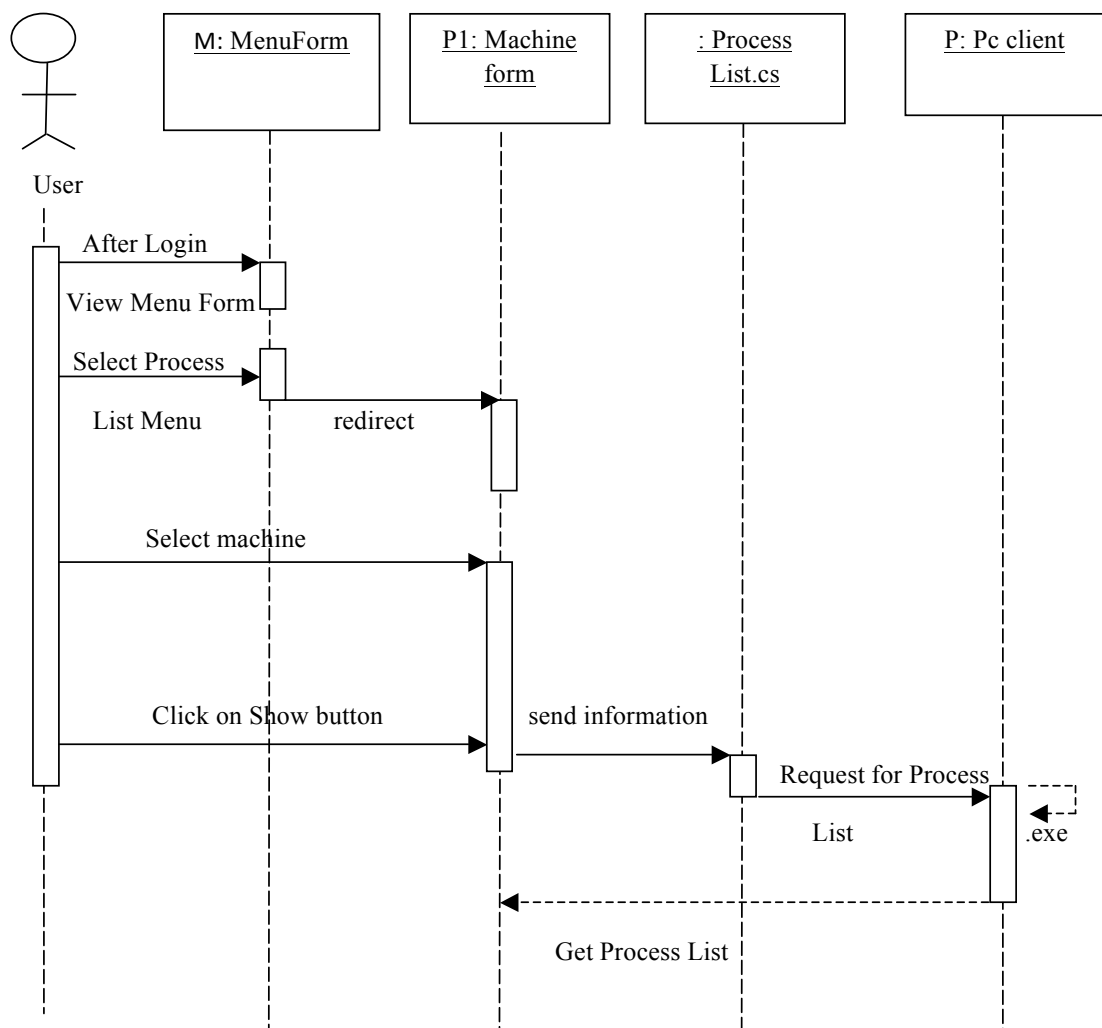 M: MenuForm
P1: Machine
form
: Process
List.cs
P: Pc client
User
After Login
View Menu Form
Select Process
List Menu
redirect
Select machine
Click on Show button
send information
Request for Process
List
.exe
Get Process List